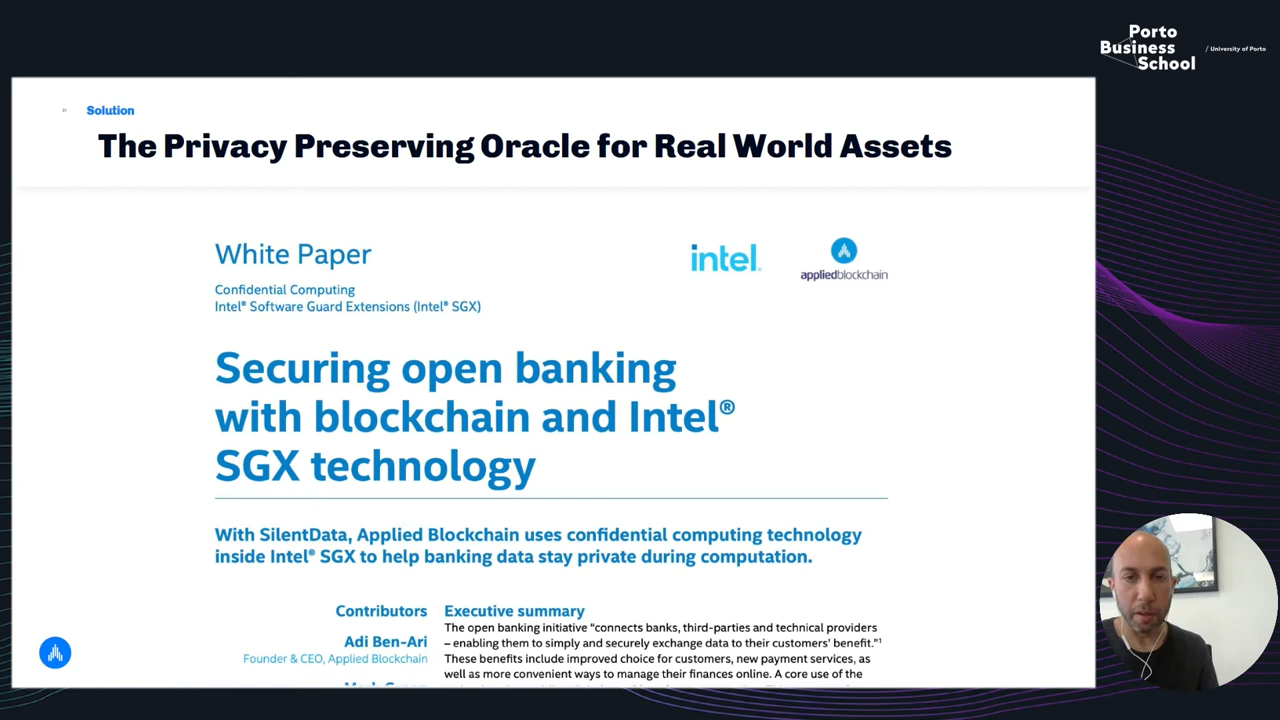 Porto
Business
School
/ University of Porto
Solution
The Privacy Preserving Oracle for Real World Assets
White Paper
intel.
appliedblockchain
Confidential Computing
Intel® Software Guard Extensions (Intel® SGX)
Securing open banking
with blockchain and Intel®
SGX technology
With SilentData, Applied Blockchain uses confidential computing technology
inside Intel® SGX to help banking data stay private during computation.
Contributors
Adi Ben-Ari
Founder & CEO, Applied Blockchain
Executive summary
The open banking initiative “connects banks, third-parties and technical providers
– enabling them to simply and securely exchange data to their customers’ benefit.”¹
These benefits include improved choice for customers, new payment services, as
well as more convenient ways to manage their finances online. A core use of the